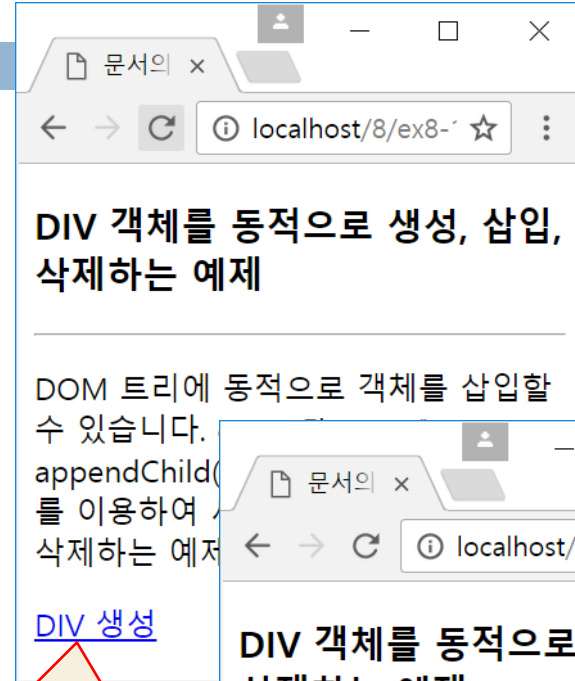 문서의
localhost/8/ex8-
DIV 객체를 동적으로 생성, 삽입,
삭제하는 예제
DOM 트리에 동적으로 객체를 삽입할
수 있습니다.
appendChild(
를 이용하여
삭제하는 예제
DIV 생성
문서의
localhost/
DIV 객체를 동적으로